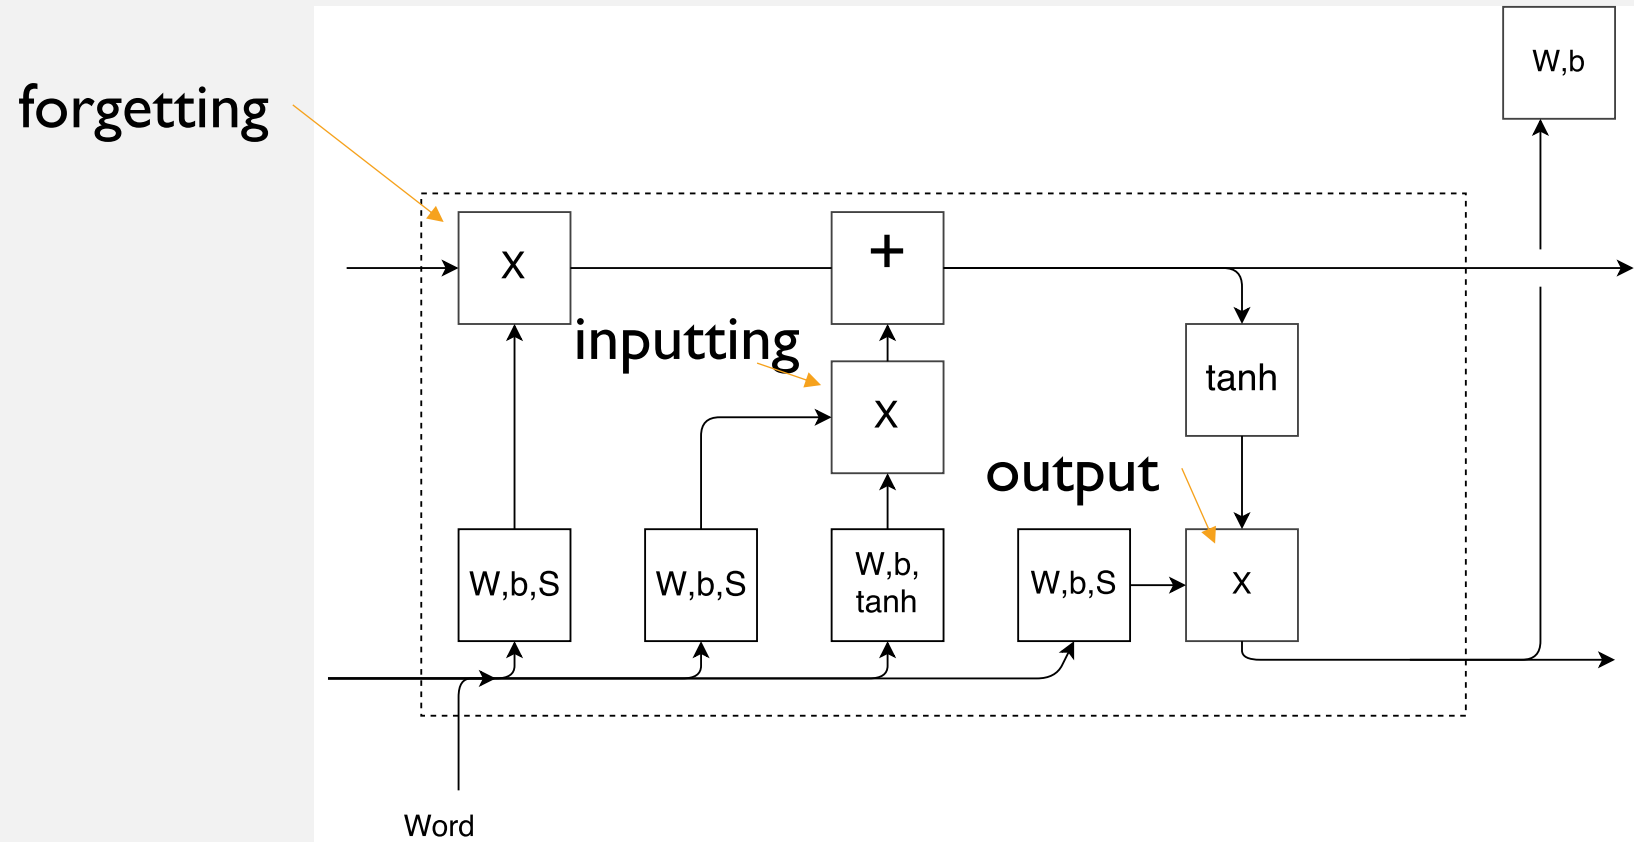 W,b
forgetting
X
+
inputting
tanh
X
output
W,b,S
W,b,S
W,b,
tanh
W,b,S
X
Word